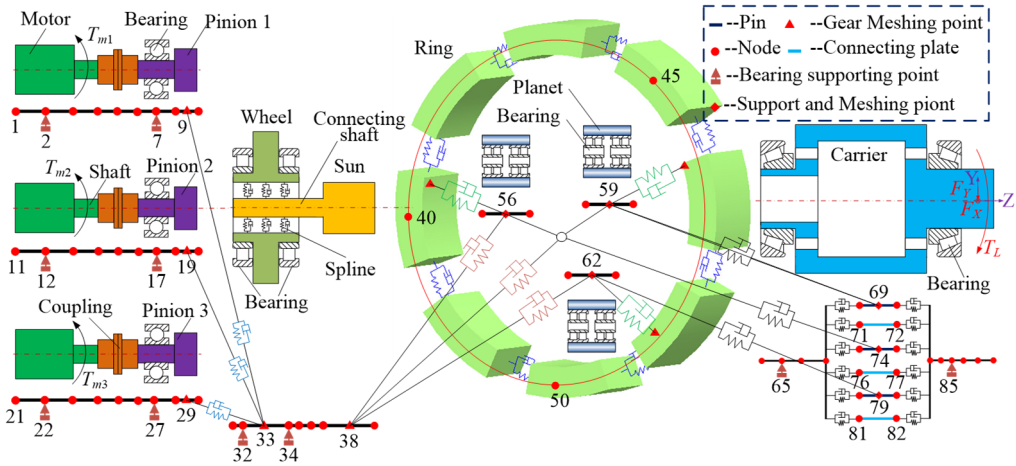 Motor
T_m1
Bearing
Pinion 1
1
2
7
9
T_m2
Shaft
Pinion 2
11
12
17
19
Coupling
Pinion 3
T_m3
21
22
27
29
Wheel
Connecting
shaft
Sun
Spline
Bearing
32
33
34
38
Ring
Planet
Bearing
45
56
59
40
62
50
--Pin
--Gear Meshing point
--Node
--Connecting plate
--Bearing supporting point
--Support and Meshing piont
Carrier
Y
F_Y
F_X
Z
T_L
Bearing
69
71
72
74
65
76
77
79
85
81
82